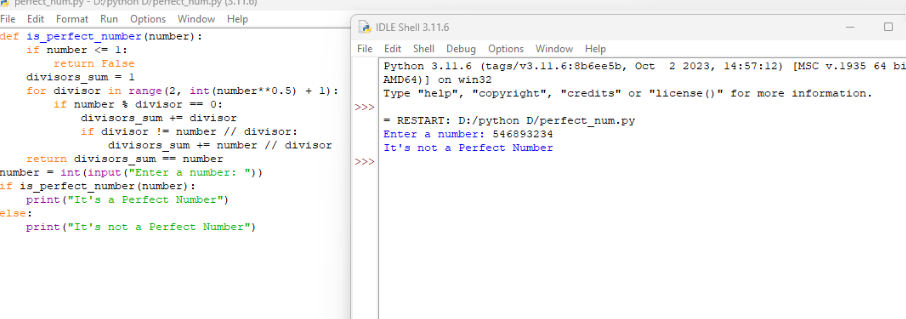 perfect_num.py - D:/python D/perfect_num.py (3.11.6)
File Edit Format Run Options Window Help
def is_perfect_number(number):
    if number <= 1:
        return False
    divisors_sum = 1
    for divisor in range(2, int(number**0.5) + 1):
        if number % divisor == 0:
            divisors_sum += divisor
            if divisor != number // divisor:
                divisors_sum += number // divisor
    return divisors_sum == number
number = int(input("Enter a number: "))
if is_perfect_number(number):
    print("It's a Perfect Number")
else:
    print("It's not a Perfect Number")
IDLE Shell 3.11.6
File Edit Shell Debug Options Window Help
Python 3.11.6 (tags/v3.11.6:8b6ee5b, Oct  2 2023, 14:57:12) [MSC v.1935 64 bi
AMD64)] on win32
Type "help", "copyright", "credits" or "license()" for more information.
>>>
= RESTART: D:/python D/perfect_num.py
Enter a number: 546893234
It's not a Perfect Number
>>>